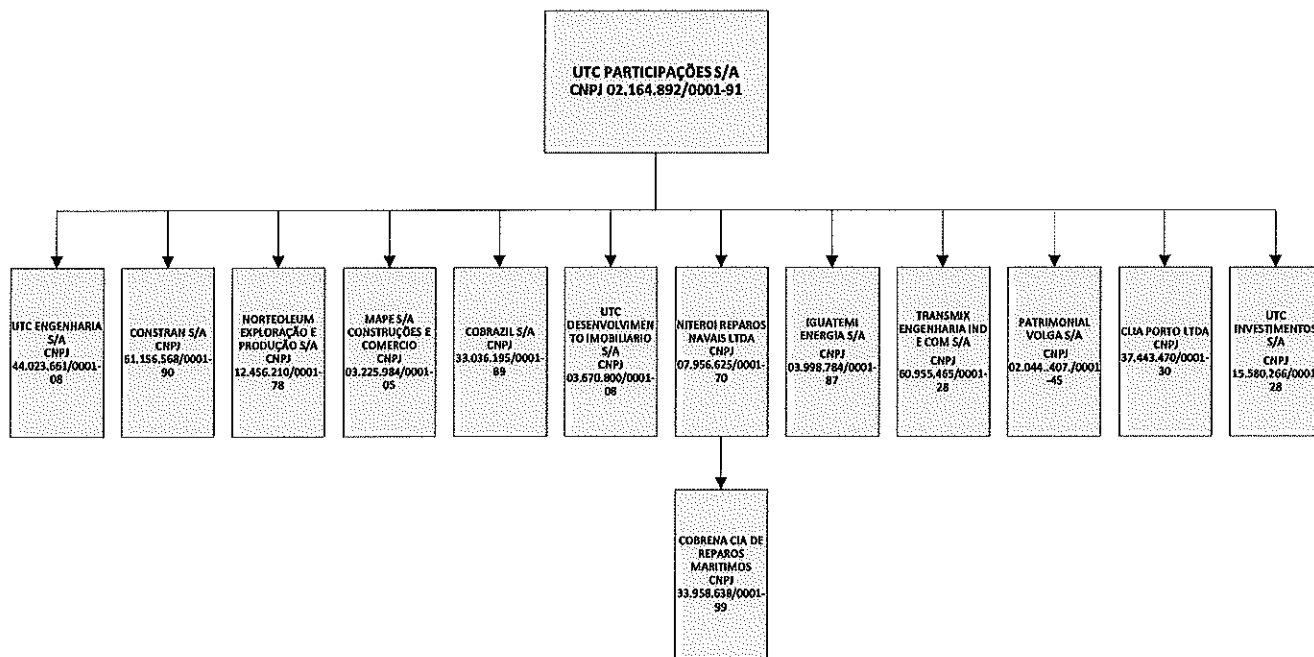 UTC PARTICIPAÇÕES S/A
CNPJ 02.164.892/0001-91
UTC ENGENHARIA
S/A
CNPJ
44.023.661/0001-
08
CONSTRAN S/A
CNPJ
61.156.568/0001-
90
NORTEOLEUM
EXPLORAÇÃO E
PRODUÇÃO S/A
CNPJ
12.456.210/0001-
78
MAPE S/A
CONSTRUÇÕES E
COMERCIO
CNPJ
03.225.984/0001-
05
COBRAZIL S/A
CNPJ
33.036.195/0001-
89
UTC
DESENVOLVIMEN
TO IMOBILIARIO
S/A
CNPJ
03.670.800/0001-
08
NITEROI REPAROS
NAVAIS LTDA
CNPJ
07.956.625/0001-
70
IGUATEMI
ENERGIA S/A
CNPJ
03.998.784/0001-
87
TRANSMIX
ENGENHARIA IND
E COM S/A
CNPJ
60.955.465/0001-
28
PATRIMONIAL
VOLGA S/A
CNPJ
02.044..407./0001
-45
PORTO LTDA
CNPJ
37.443.470/0001-
30
UTC
INVESTIMENTOS
S/A
CNPJ
15.580.266/0001-
28
COBRENA CIA DE
REPAROS
MARITIMOS
CNPJ
33.958.638/0001-
99